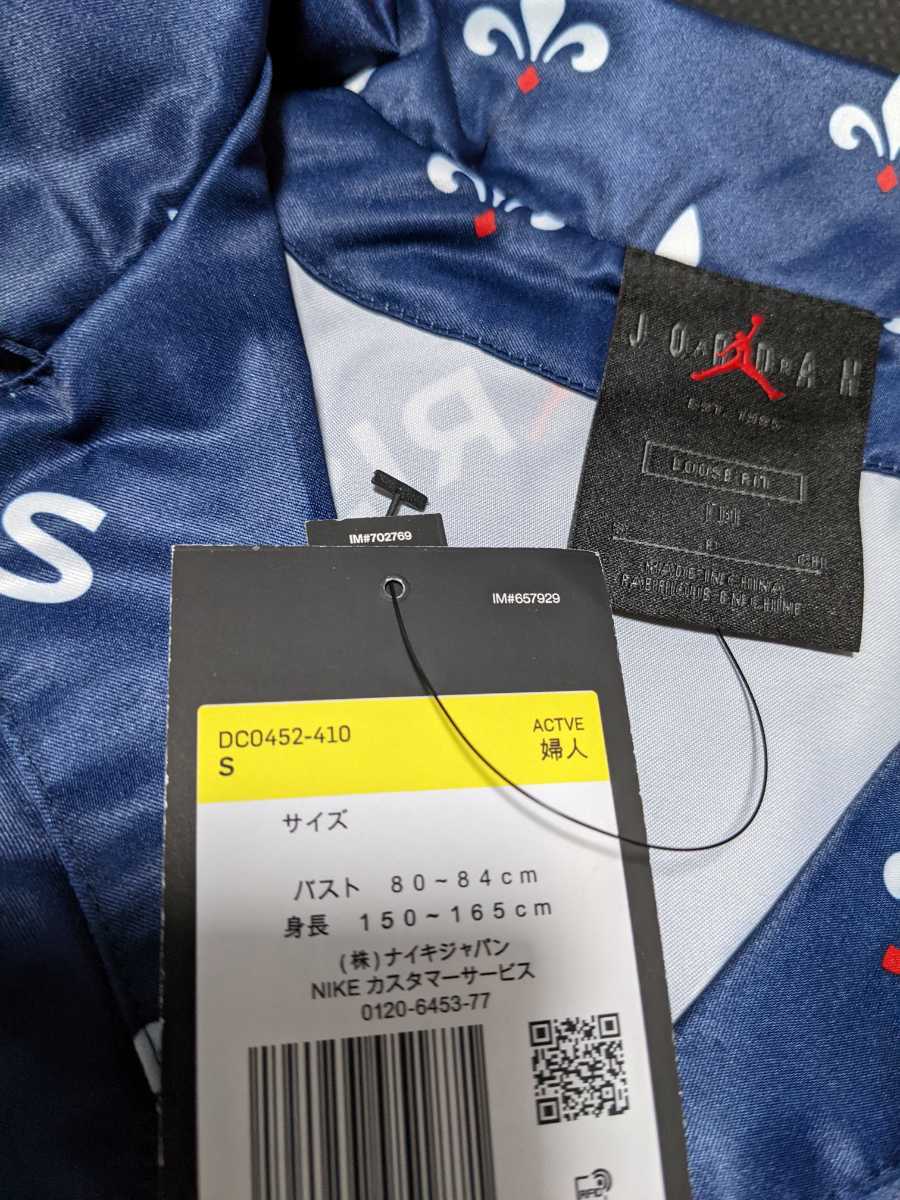 JORDAN
EST. 1985
LOOSE FIT
MADE IN CHINA
FABRIQUÉ EN CHINE
S
IM#702769
IM#657929
DC0452-410
S
ACTVE
婦人
サイズ
バスト 80~84cm
身長 150~165cm
(株)ナイキジャパン
NIKE カスタマーサービス
0120-6453-77